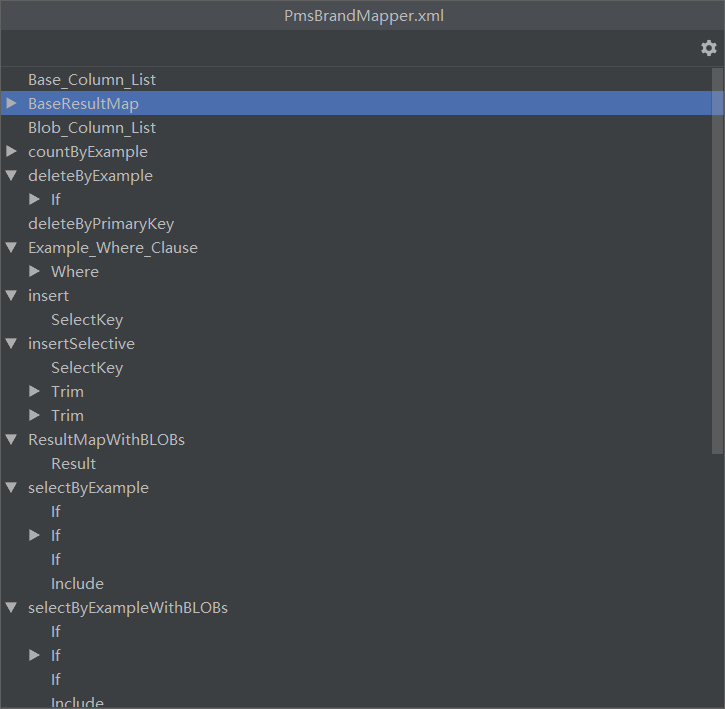 PmsBrandMapper.xml
Base_Column_List
BaseResultMap
Blob_Column_List
countByExample
deleteByExample
If
deleteByPrimaryKey
Example_Where_Clause
Where
insert
SelectKey
insertSelective
SelectKey
Trim
Trim
ResultMapWithBLOBs
Result
selectByExample
If
If
If
Include
selectByExampleWithBLOBs
If
If
If
Include